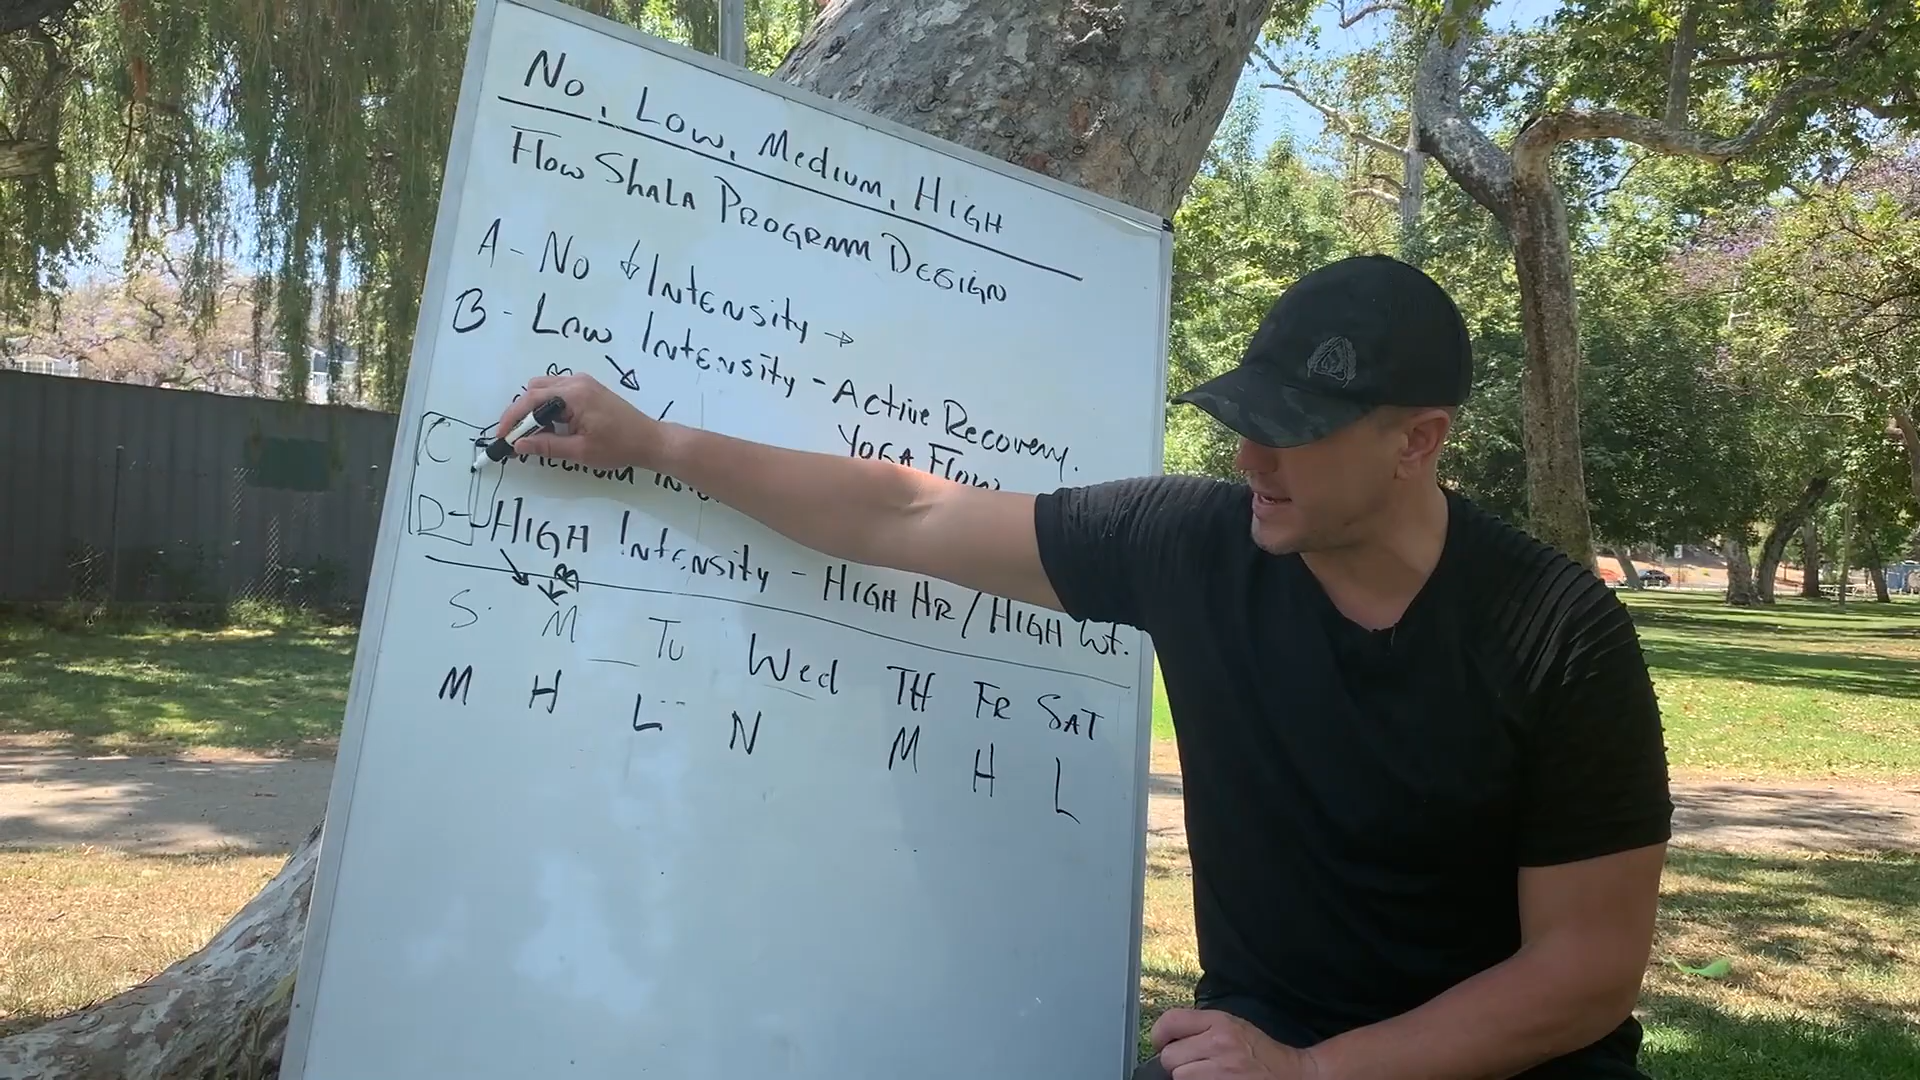 No, Low, Medium, High
Flow Shala Program Design
A - No Intensity
B - Low Intensity - Active Recovery.
Yoga Flow
C
D - High Intensity - High HR / High Wt.
S M Tu Wed TH FR SAT
M H L N M H L